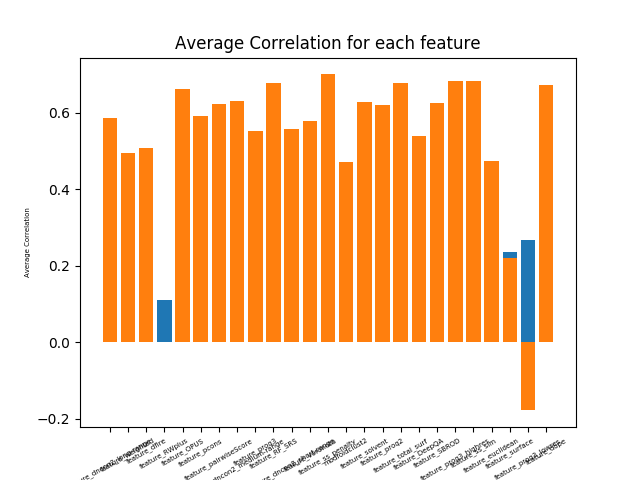 Average Correlation for each feature
Average Correlation
0.6
0.4
0.2
0.0
−0.2
feature_dfire
feature_RWplus
feature_OPUS
feature_pcons
feature_pairwiseScore
feature_proq3
feature_RF_SRS
feature_ss_penalty
feature_solvent
feature_proq2
feature_total_surf
feature_DeepQA
feature_SBROD
feature_euclidean
feature_surface